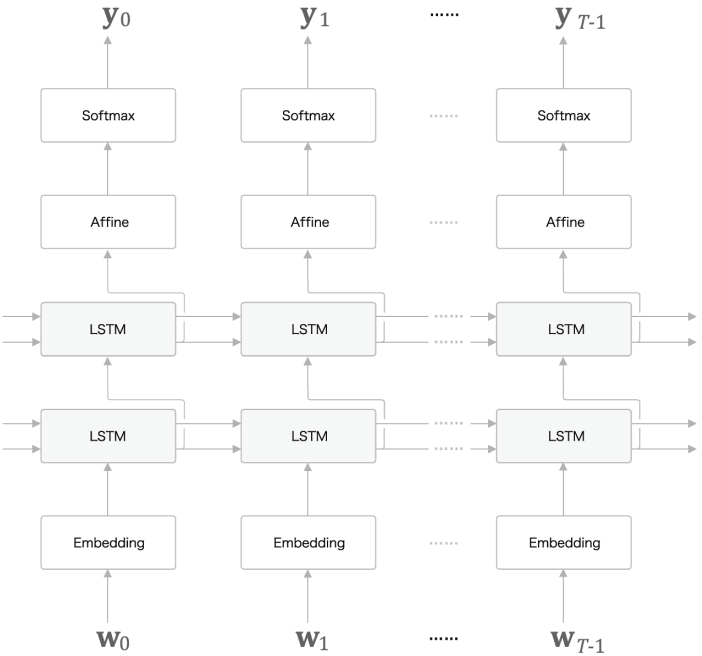 y0 y1 ...... yT-1
Softmax Softmax ...... Softmax
Affine Affine ...... Affine
LSTM LSTM ...... LSTM
......
LSTM LSTM ...... LSTM
......
Embedding Embedding ...... Embedding
w0 w1 ...... wT-1